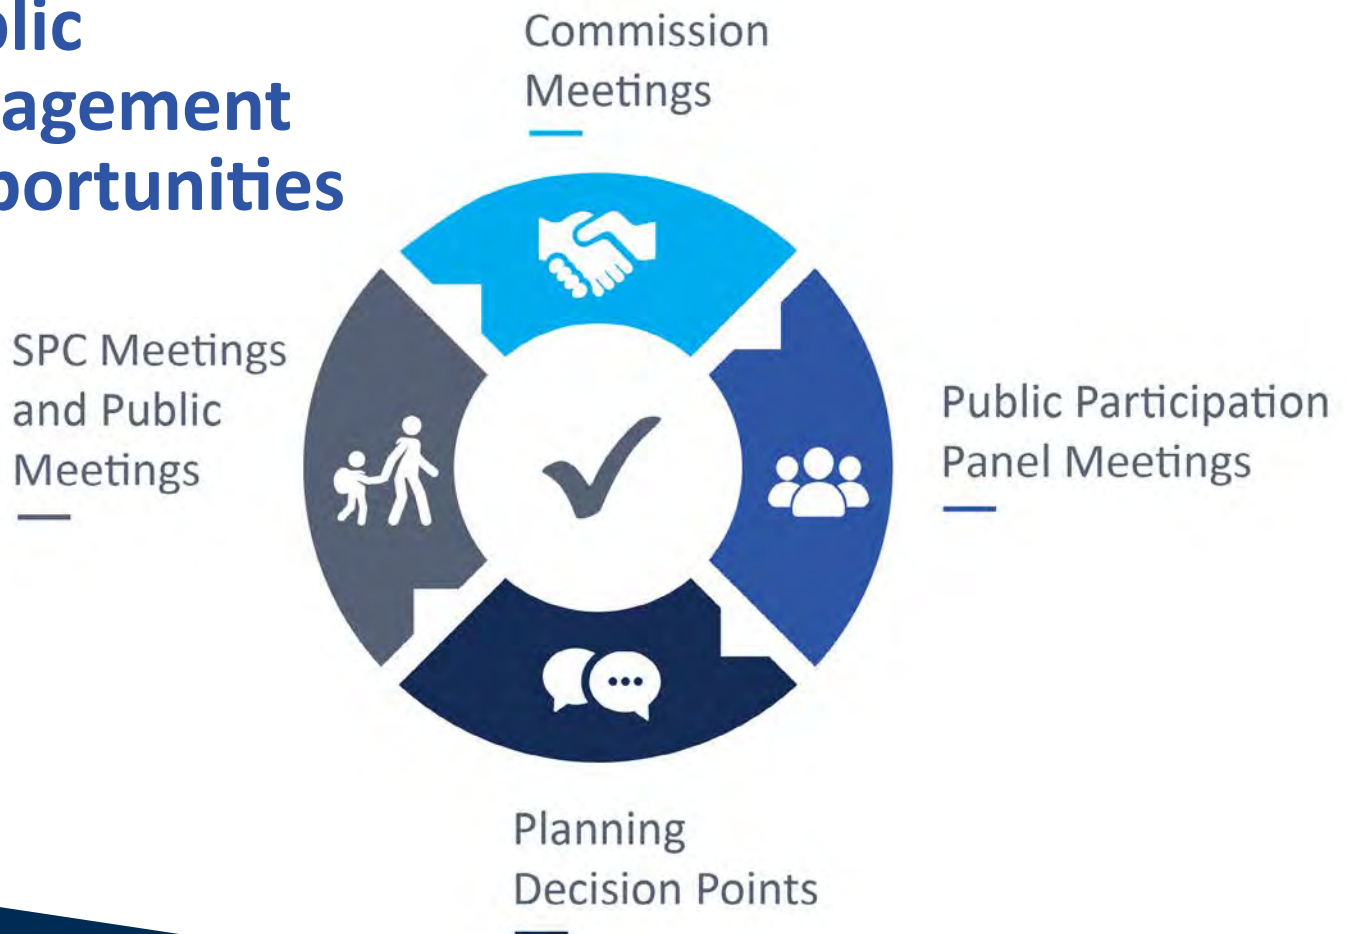 blic
agement
portunities
Commission
Meetings
SPC Meetings
and Public
Meetings
Public Participation
Panel Meetings
Planning
Decision Points